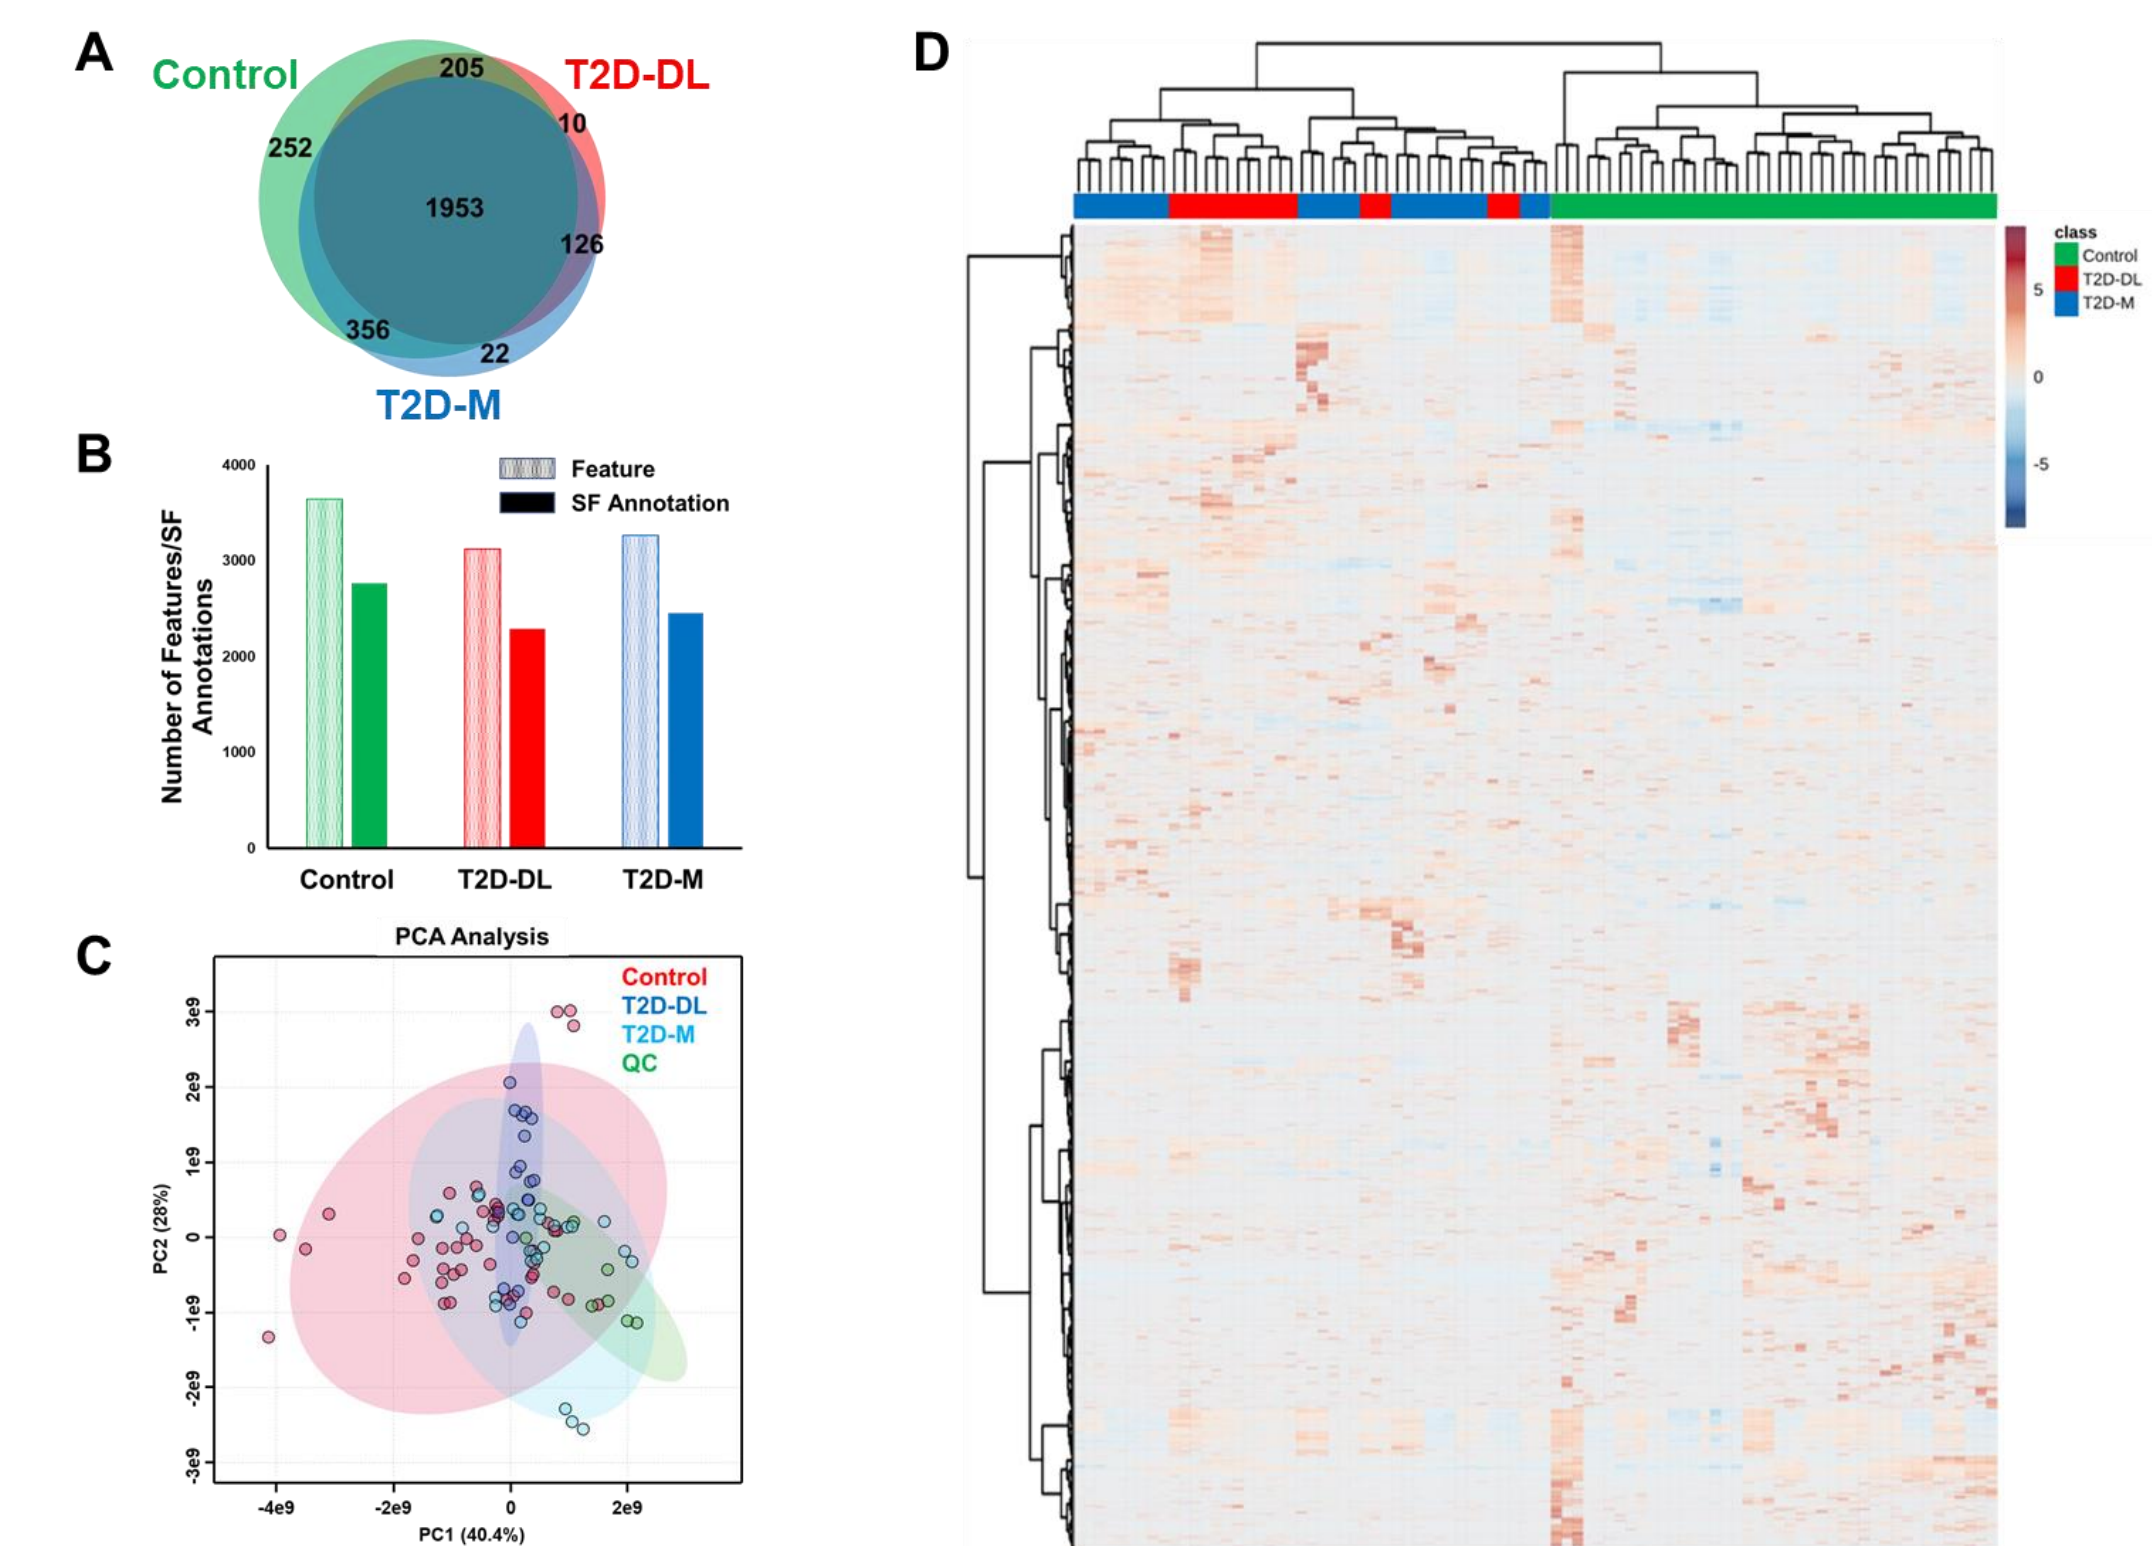 A
Control
T2D-DL
205
10
252
1953
126
356
22
T2D-M
B
Number of Features/SF
Annotations
4000
3000
2000
1000
0
Feature
SF Annotation
Control
T2D-DL
T2D-M
C
PCA Analysis
Control
T2D-DL
T2D-M
QC
PC2 (28%)
3e9
2e9
1e9
0
-1e9
-2e9
-3e9
-4e9
-2e9
0
2e9
PC1 (40.4%)
D
5
0
-5
class
Control
T2D-DL
T2D-M